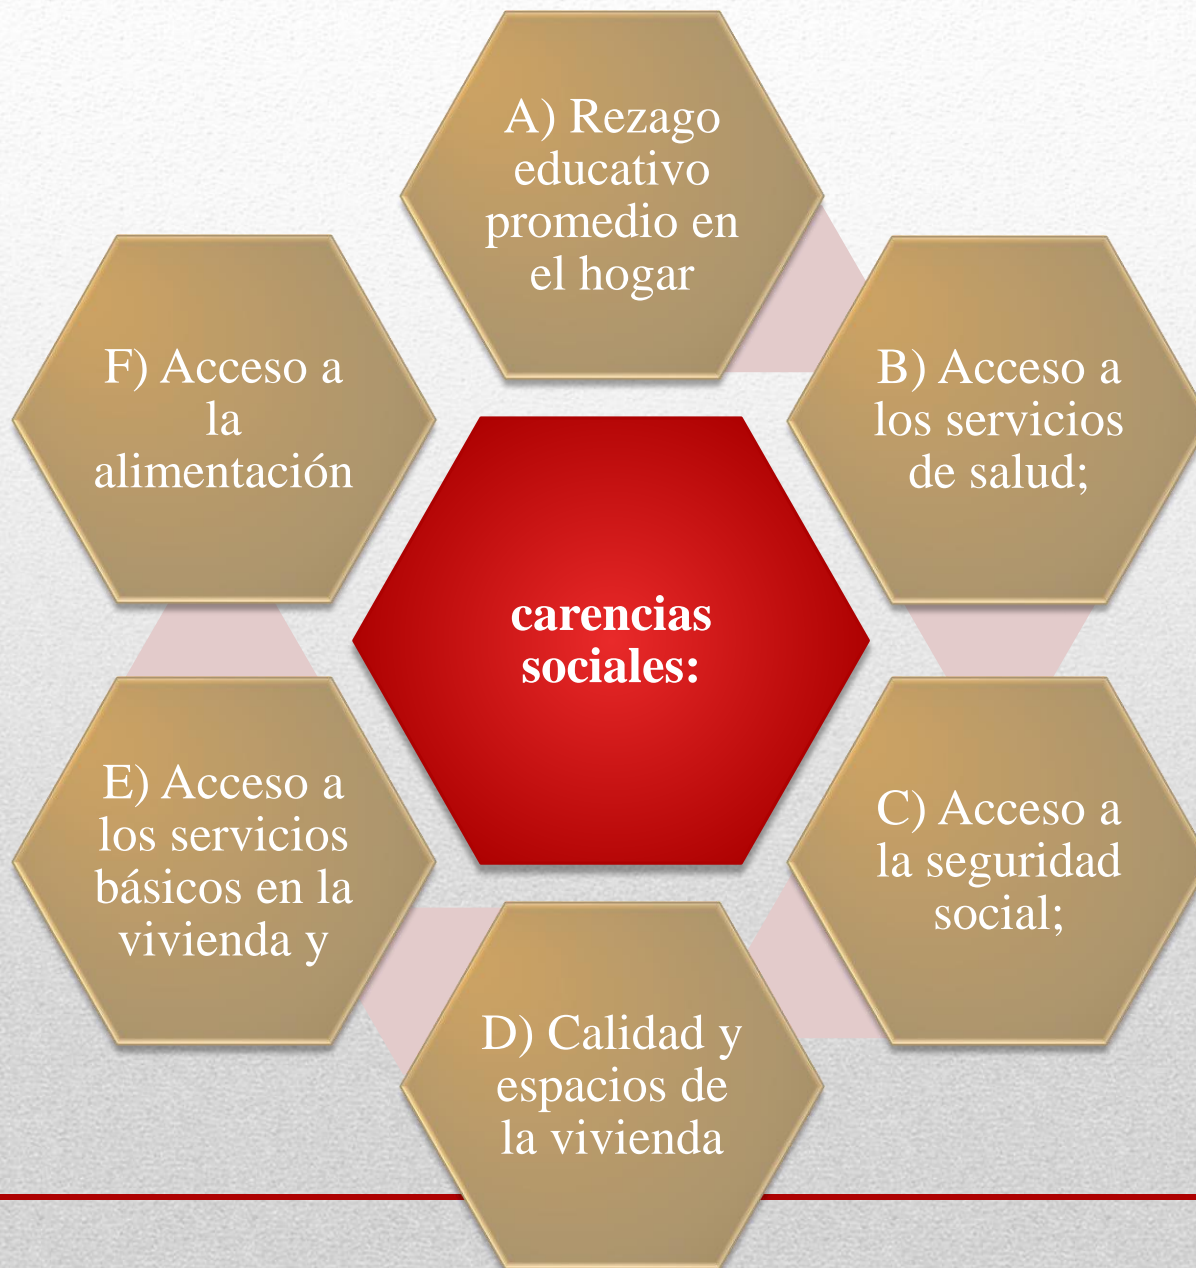 A) Rezago
educativo
promedio en
el hogar
B) Acceso a
los servicios
de salud;
C) Acceso a
la seguridad
social;
D) Calidad y
espacios de
la vivienda
E) Acceso a
los servicios
básicos en la
vivienda y
F) Acceso a
la
alimentación
carencias
sociales: